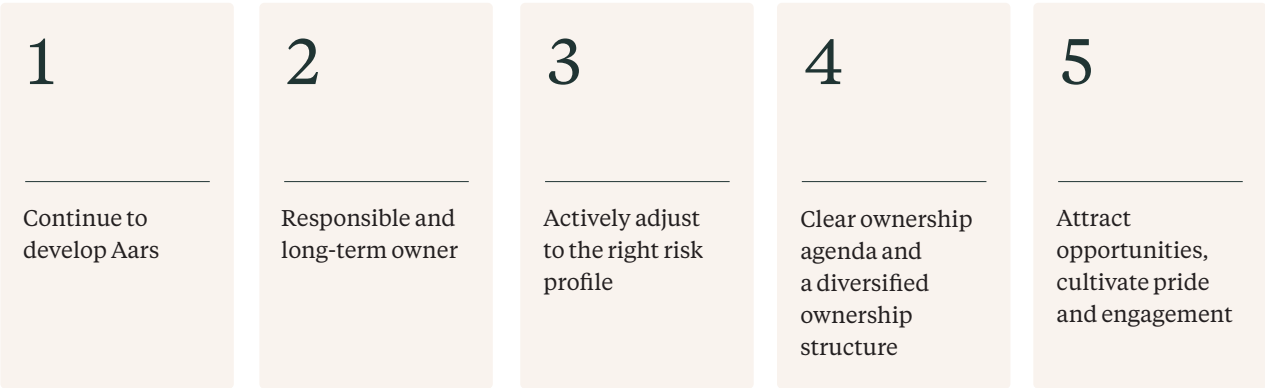 1
Continue to
develop Aars
2
Responsible and
long-term owner
3
Actively adjust
to the right risk
profile
4
Clear ownership
agenda and
a diversified
ownership
structure
5
Attract
opportunities,
cultivate pride
and engagement